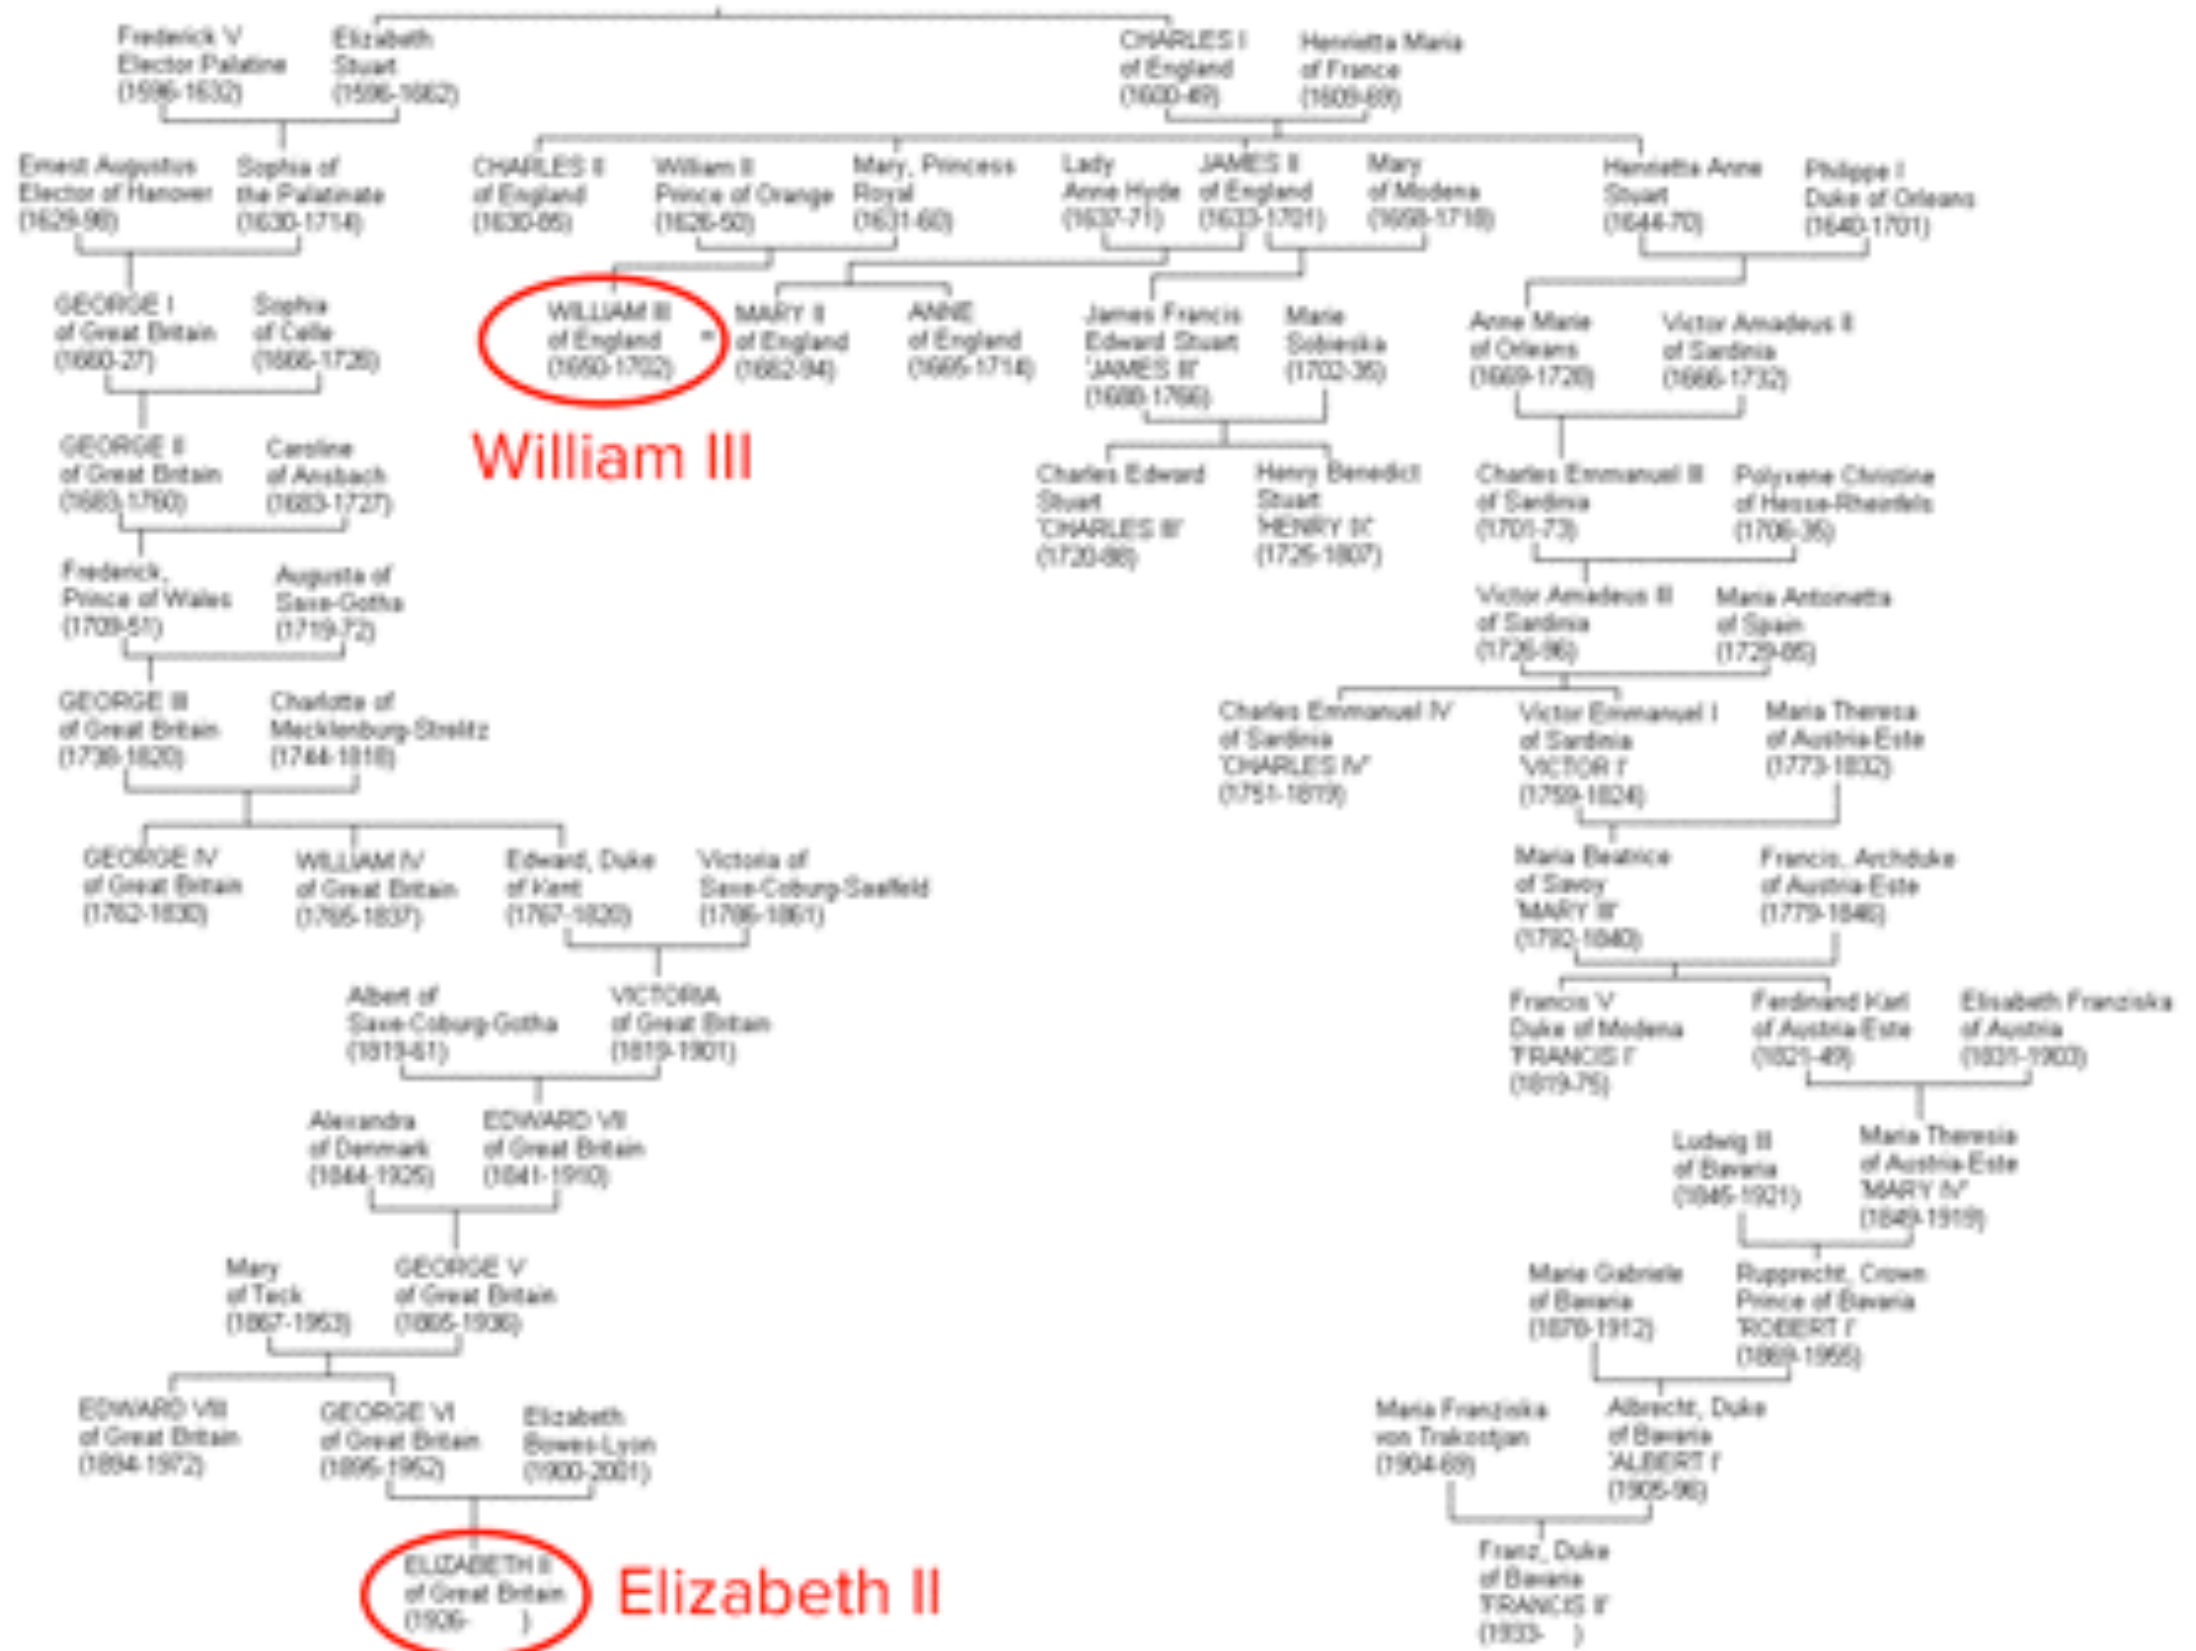 Frederick V
Elector Palatine
(1596-1632)
Elizabeth
Stuart
(1596-1662)
CHARLES I
of England
(1600-49)
Henrietta Maria
of France
(1609-69)
Ernest Augustus
Elector of Hanover
(1629-98)
Sophia of
the Palatinate
(1630-1714)
CHARLES II
of England
(1630-85)
William II
Prince of Orange
(1626-50)
Mary, Princess
Royal
(1631-60)
Lady
Anne Hyde
(1637-71)
JAMES II
of England
(1633-1701)
Mary
of Modena
(1658-1718)
Henrietta Anne
Stuart
(1644-70)
Philippe I
Duke of Orleans
(1640-1701)
GEORGE I
of Great Britain
(1660-27)
Sophia
of Celle
(1666-1726)
WILLIAM III
of England
(1650-1702)
=
MARY II
of England
(1662-94)
ANNE
of England
(1665-1714)
James Francis
Edward Stuart
'JAMES III'
(1688-1766)
Marie
Sobieska
(1702-35)
Anne Marie
of Orleans
(1669-1728)
Victor Amadeus II
of Sardinia
(1666-1732)
William III
GEORGE II
of Great Britain
(1683-1760)
Caroline
of Ansbach
(1683-1727)
Charles Edward
Stuart
'CHARLES III'
(1720-88)
Henry Benedict
Stuart
'HENRY IX'
(1725-1807)
Charles Emmanuel III
of Sardinia
(1701-73)
Polyxene Christine
of Hesse-Rheinfels
(1706-35)
Frederick,
Prince of Wales
(1709-51)
Augusta of
Saxe-Gotha
(1719-72)
Victor Amadeus III
of Sardinia
(1726-96)
Maria Antoinetta
of Spain
(1729-85)
GEORGE III
of Great Britain
(1738-1820)
Charlotte of
Mecklenburg-Strelitz
(1744-1818)
Charles Emmanuel IV
of Sardinia
'CHARLES IV'
(1751-1819)
Victor Emmanuel I
of Sardinia
'VICTOR I'
(1759-1824)
Maria Theresa
of Austria-Este
(1773-1832)
GEORGE IV
of Great Britain
(1762-1830)
WILLIAM IV
of Great Britain
(1765-1837)
Edward, Duke
of Kent
(1767-1820)
Victoria of
Saxe-Coburg-Saalfeld
(1786-1861)
Maria Beatrice
of Savoy
'MARY III'
(1792-1840)
Francis, Archduke
of Austria-Este
(1779-1846)
Albert of
Saxe-Coburg-Gotha
(1819-61)
VICTORIA
of Great Britain
(1819-1901)
Francis V
Duke of Modena
'FRANCIS I'
(1819-75)
Ferdinand Karl
of Austria-Este
(1821-49)
Elisabeth Franziska
of Austria
(1831-1903)
Alexandra
of Denmark
(1844-1925)
EDWARD VII
of Great Britain
(1841-1910)
Ludwig III
of Bavaria
(1845-1921)
Maria Theresia
of Austria-Este
'MARY IV'
(1849-1919)
Mary
of Teck
(1867-1953)
GEORGE V
of Great Britain
(1865-1936)
Marie Gabriele
of Bavaria
(1878-1912)
Rupprecht, Crown
Prince of Bavaria
'ROBERT I'
(1869-1955)
EDWARD VIII
of Great Britain
(1894-1972)
GEORGE VI
of Great Britain
(1895-1952)
Elizabeth
Bowes-Lyon
(1900-2001)
Maria Franziska
von Trakostjan
(1904-69)
Albrecht, Duke
of Bavaria
'ALBERT I'
(1905-96)
ELIZABETH II
of Great Britain
(1926- )
Elizabeth II
Franz, Duke
of Bavaria
'FRANCIS II'
(1933- )